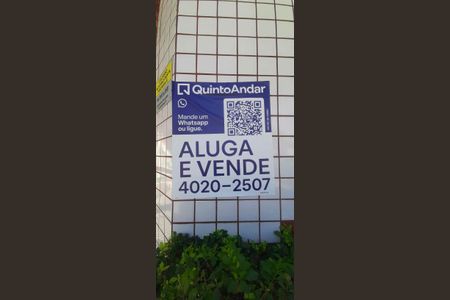 QuintoAndar
Mande um
Whatsapp
ou ligue.
ALUGA
E VENDE
4020-2507